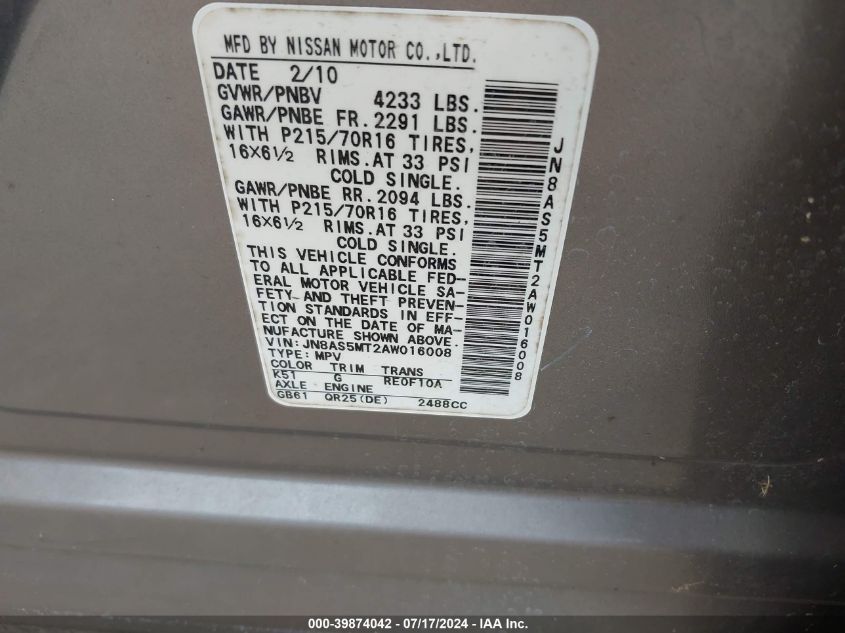 MFD BY NISSAN MOTOR CO.,LTD.
DATE 2/10
GVWR/PNBV 4233 LBS.
GAWR/PNBE FR. 2291 LBS.
WITH P215/70R16 TIRES,
16X6½ RIMS. AT 33 PSI
COLD SINGLE.
GAWR/PNBE RR. 2094 LBS.
WITH P215/70R16 TIRES,
16X6½ RIMS. AT 33 PSI
COLD SINGLE.
THIS VEHICLE CONFORMS
TO ALL APPLICABLE FED-
ERAL MOTOR VEHICLE SA-
FETY AND THEFT PREVEN-
TION STANDARDS IN EFF-
ECT ON THE DATE OF MA-
NUFACTURE SHOWN ABOVE.
VIN: JN8AS5MT2AW016008
TYPE: MPV
COLOR TRIM TRANS
K51 G RE0F10A
AXLE ENGINE
GB61 QR25(DE) 2488CC
JN8AS5MT2AW016008
000-39874042 - 07/17/2024 - IAA Inc.